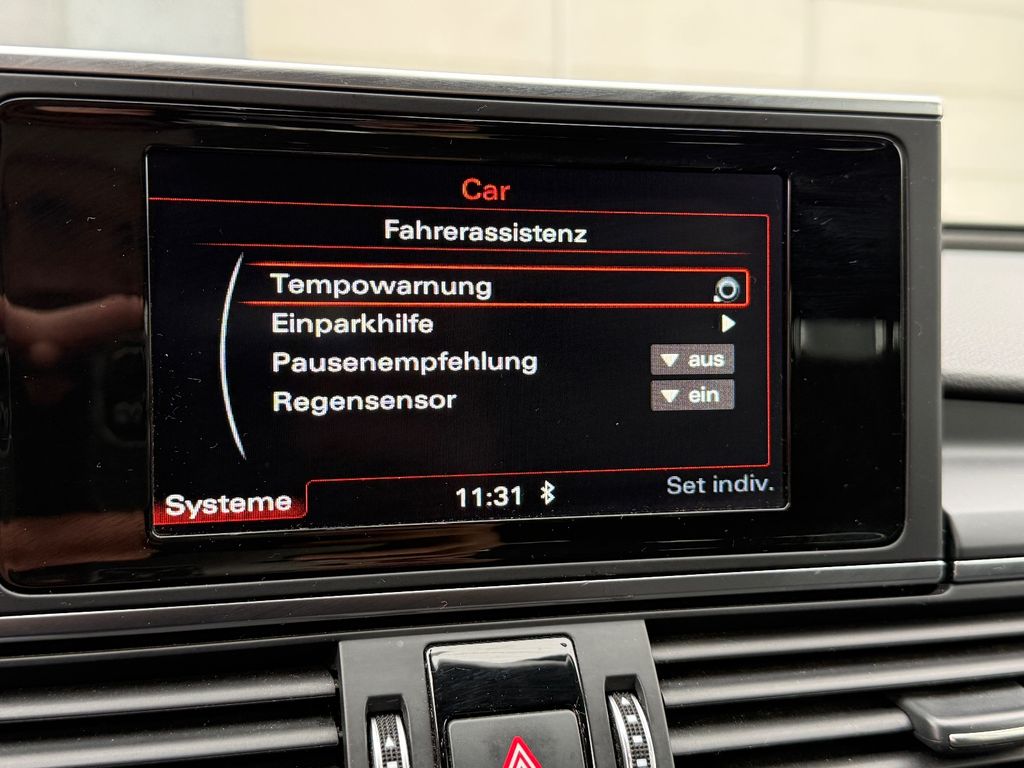 Car
Fahrerassistenz
Tempowarnung
Einparkhilfe
Pausenempfehlung aus
Regensensor ein
Systeme 11:31 Set indiv.